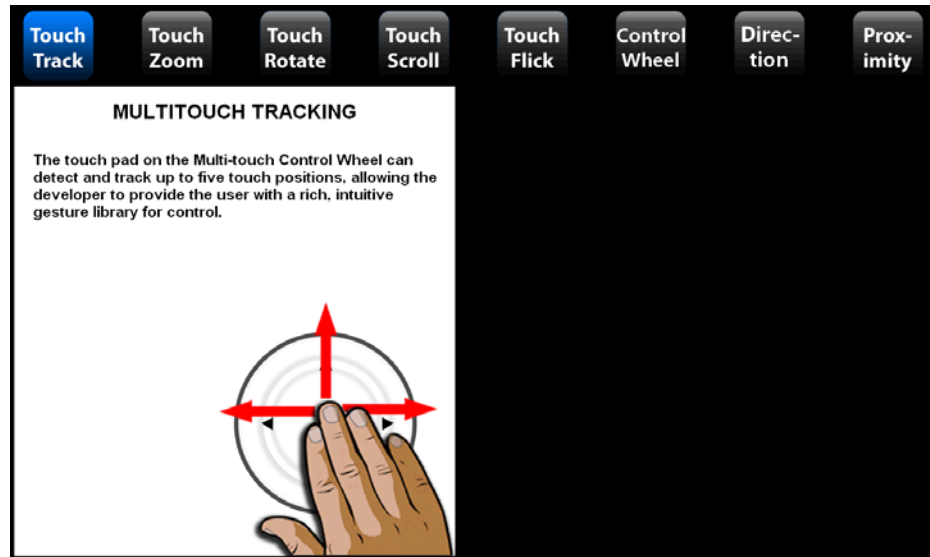 Touch Track
Touch Zoom
Touch Rotate
Touch Scroll
Touch Flick
Control Wheel
Direc-
tion
Prox-
imity
MULTITOUCH TRACKING
The touch pad on the Multi-touch Control Wheel can
detect and track up to five touch positions, allowing the
developer to provide the user with a rich, intuitive
gesture library for control.